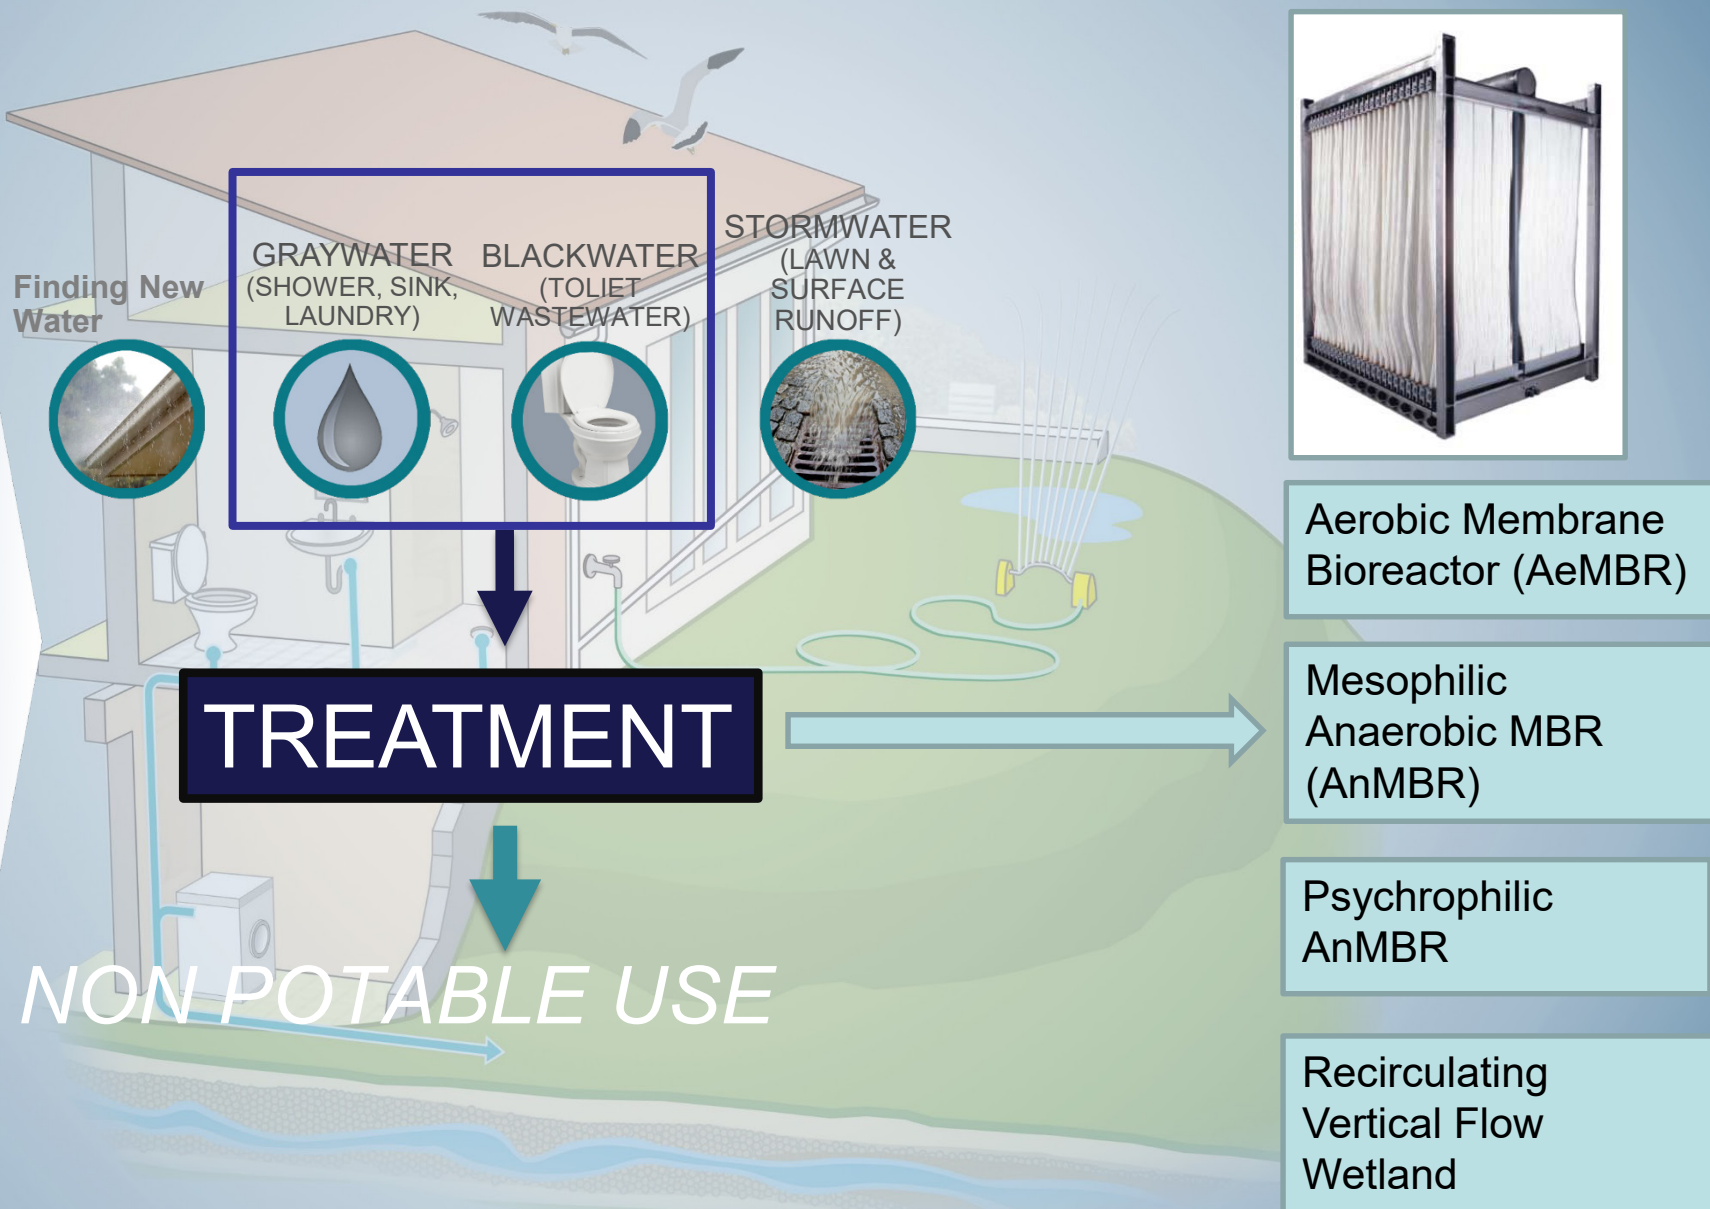 Finding New
Water
GRAYWATER
(SHOWER, SINK,
LAUNDRY)
BLACKWATER
(TOLIET
WASTEWATER)
STORMWATER
(LAWN &
SURFACE
RUNOFF)
TREATMENT
NON POTABLE USE
Aerobic Membrane
Bioreactor (AeMBR)
Mesophilic
Anaerobic MBR
(AnMBR)
Psychrophilic
AnMBR
Recirculating
Vertical Flow
Wetland